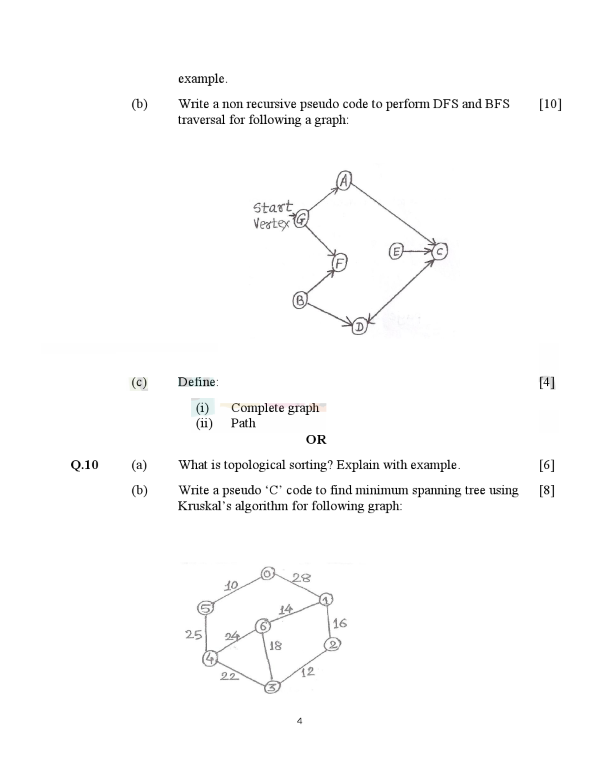 example.
(b) Write a non recursive pseudo code to perform DFS and BFS [10]
traversal for following a graph:
A
Start
Vertex G
E C
F
B
D
(c) Define: [4]
(i) Complete graph
(ii) Path
OR
Q.10 (a) What is topological sorting? Explain with example. [6]
(b) Write a pseudo ‘C’ code to find minimum spanning tree using [8]
Kruskal’s algorithm for following graph:
0
10 28
5 1
14
6 16
25 24 18 2
4
22 12
3
4